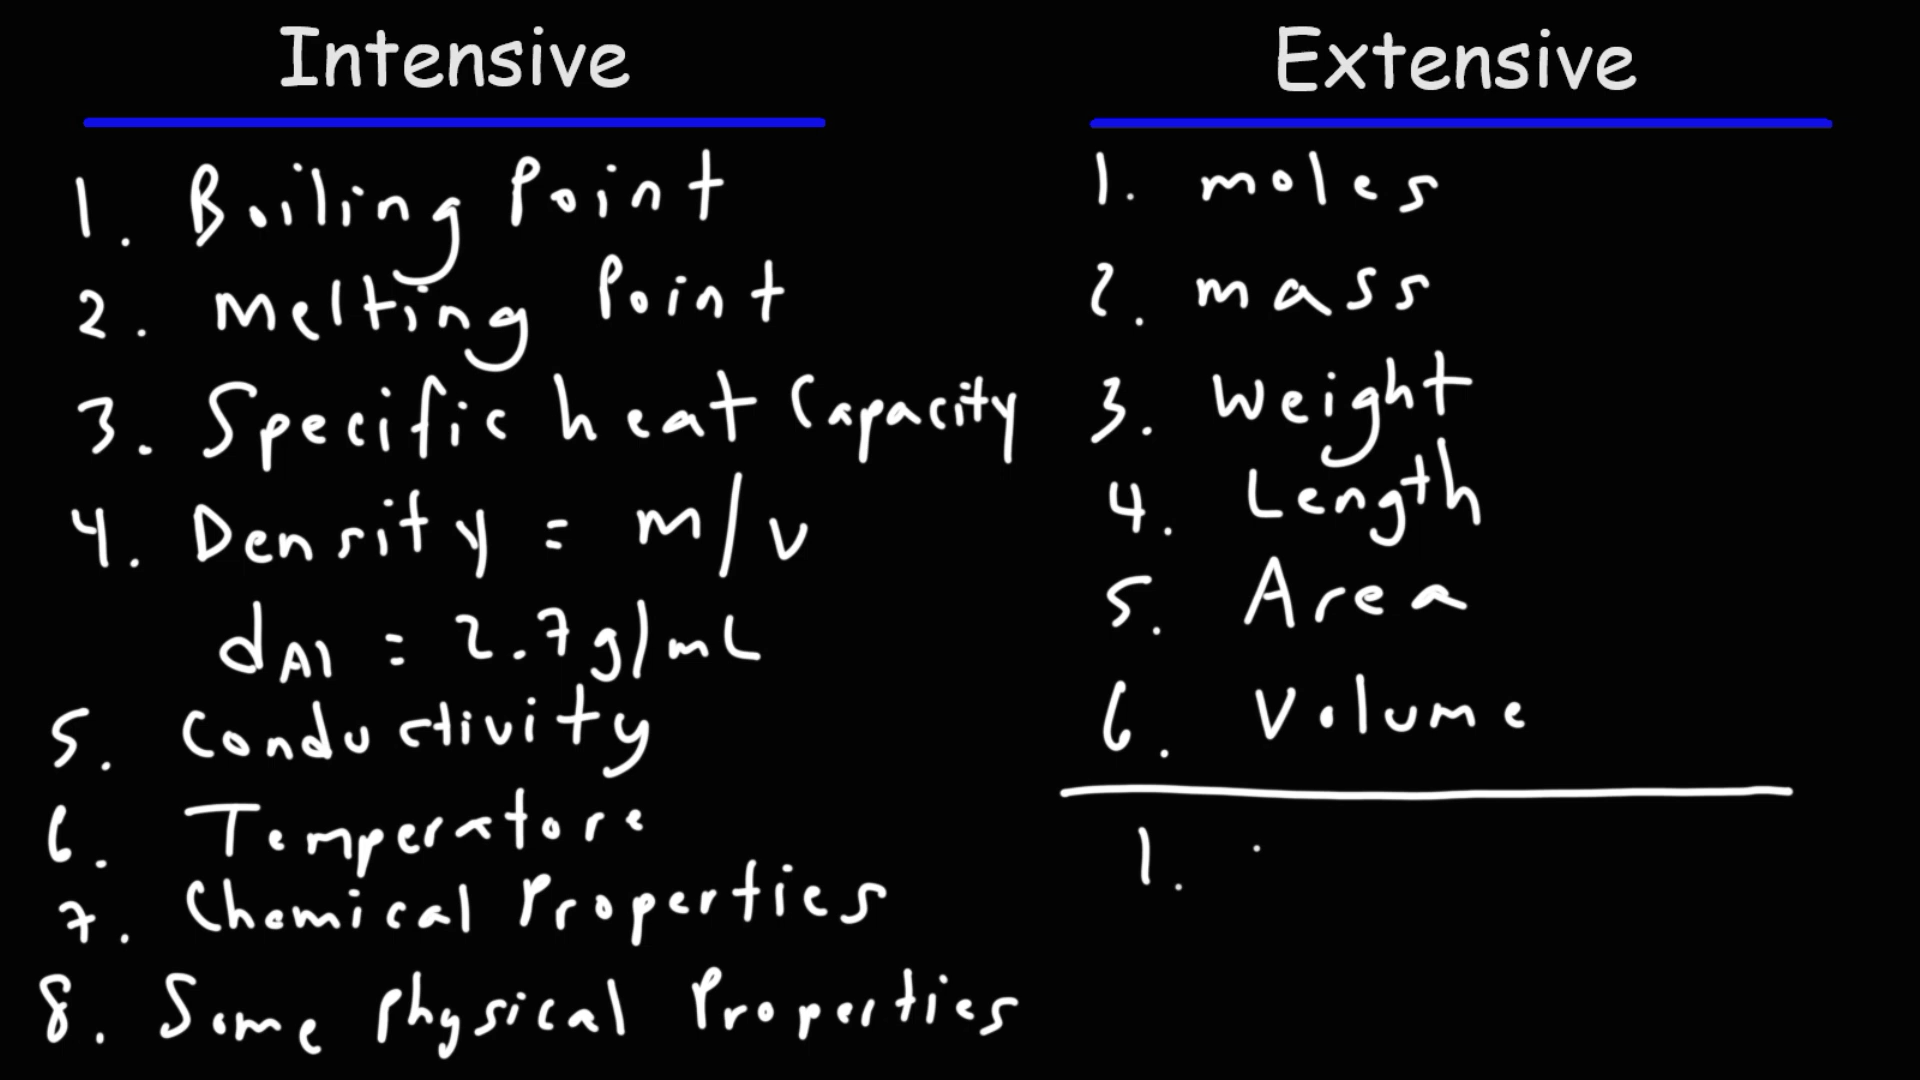 Intensive
1. Boiling Point
2. Melting Point
3. Specific heat Capacity
4. Density = m/v
dAl = 2.7g/mL
5. Conductivity
6. Temperature
7. Chemical Properties
8. Some Physical Properties
Extensive
1. moles
2. mass
3. Weight
4. Length
5. Area
6. Volume
1.